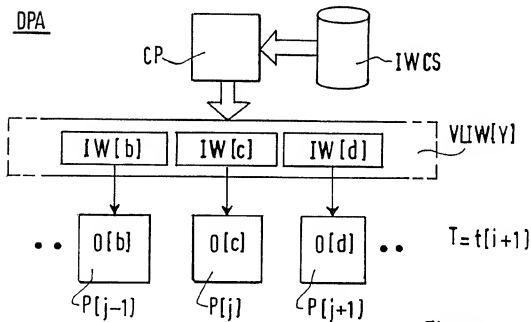 DPA
CP
IWCS
IW[b] IW[c] IW[d]
VLIW[Y]
O[b] O[c] O[d]
T=t[i+1]
P[j-1] P[j] P[j+1]